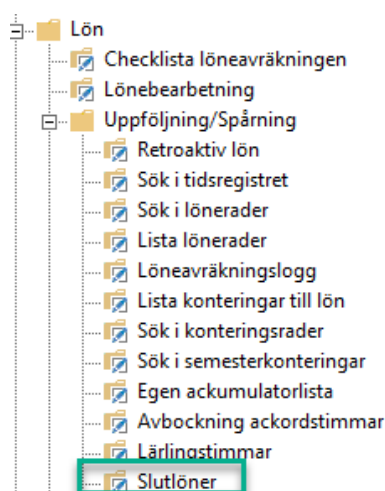 Lön
Checklista löneavräkningen
Lönebearbetning
Uppföljning/Spårning
Retroaktiv lön
Sök i tidsregistret
Sök i lönerader
Lista lönerader
Löneavräkningslogg
Lista konteringar till lön
Sök i konteringsrader
Sök i semesterkonteringar
Egen ackumulatorlista
Avbockning ackordstimmar
Lärlingstimmar
Slutlöner